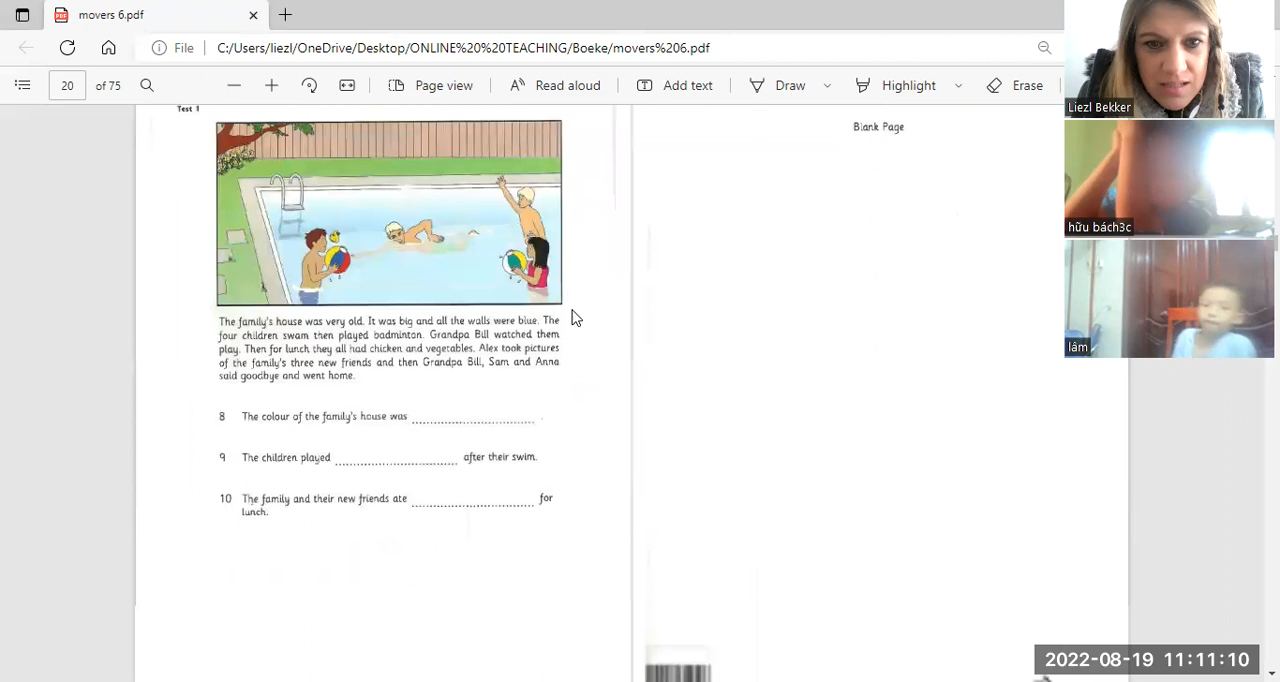 movers 6.pdf
File
C:/Users/liezl/OneDrive/Desktop/ONLINE%20%20TEACHING/Boeke/movers%206.pdf
20 of 75
Page view
Read aloud
Add text
Draw
Highlight
Erase
Test 1
Blank Page
The family's house was very old. It was big and all the walls were blue. The
four children swam then played badminton. Grandpa Bill watched them
play. Then for lunch they all had chicken and vegetables. Alex took pictures
of the family's three new friends and then Grandpa Bill, Sam and Anna
said goodbye and went home.
8 The colour of the family's house was .............................. .
9 The children played .............................. after their swim.
10 The family and their new friends ate .............................. for
lunch.
Liezl Bekker
hữu bách3c
lâm
2022-08-19 11:11:10